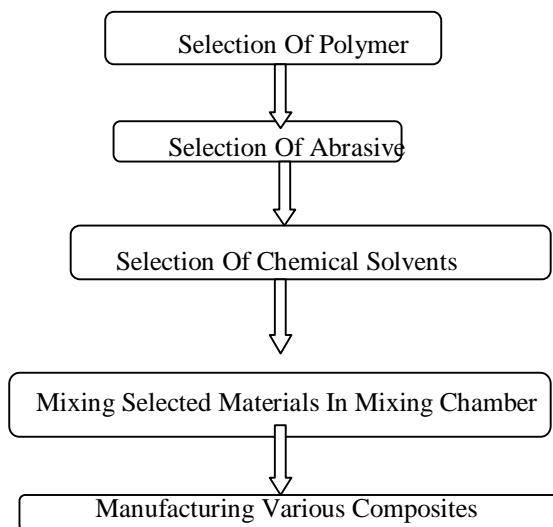 Selection Of Polymer
Selection Of Abrasive
Selection Of Chemical Solvents
Mixing Selected Materials In Mixing Chamber
Manufacturing Various Composites